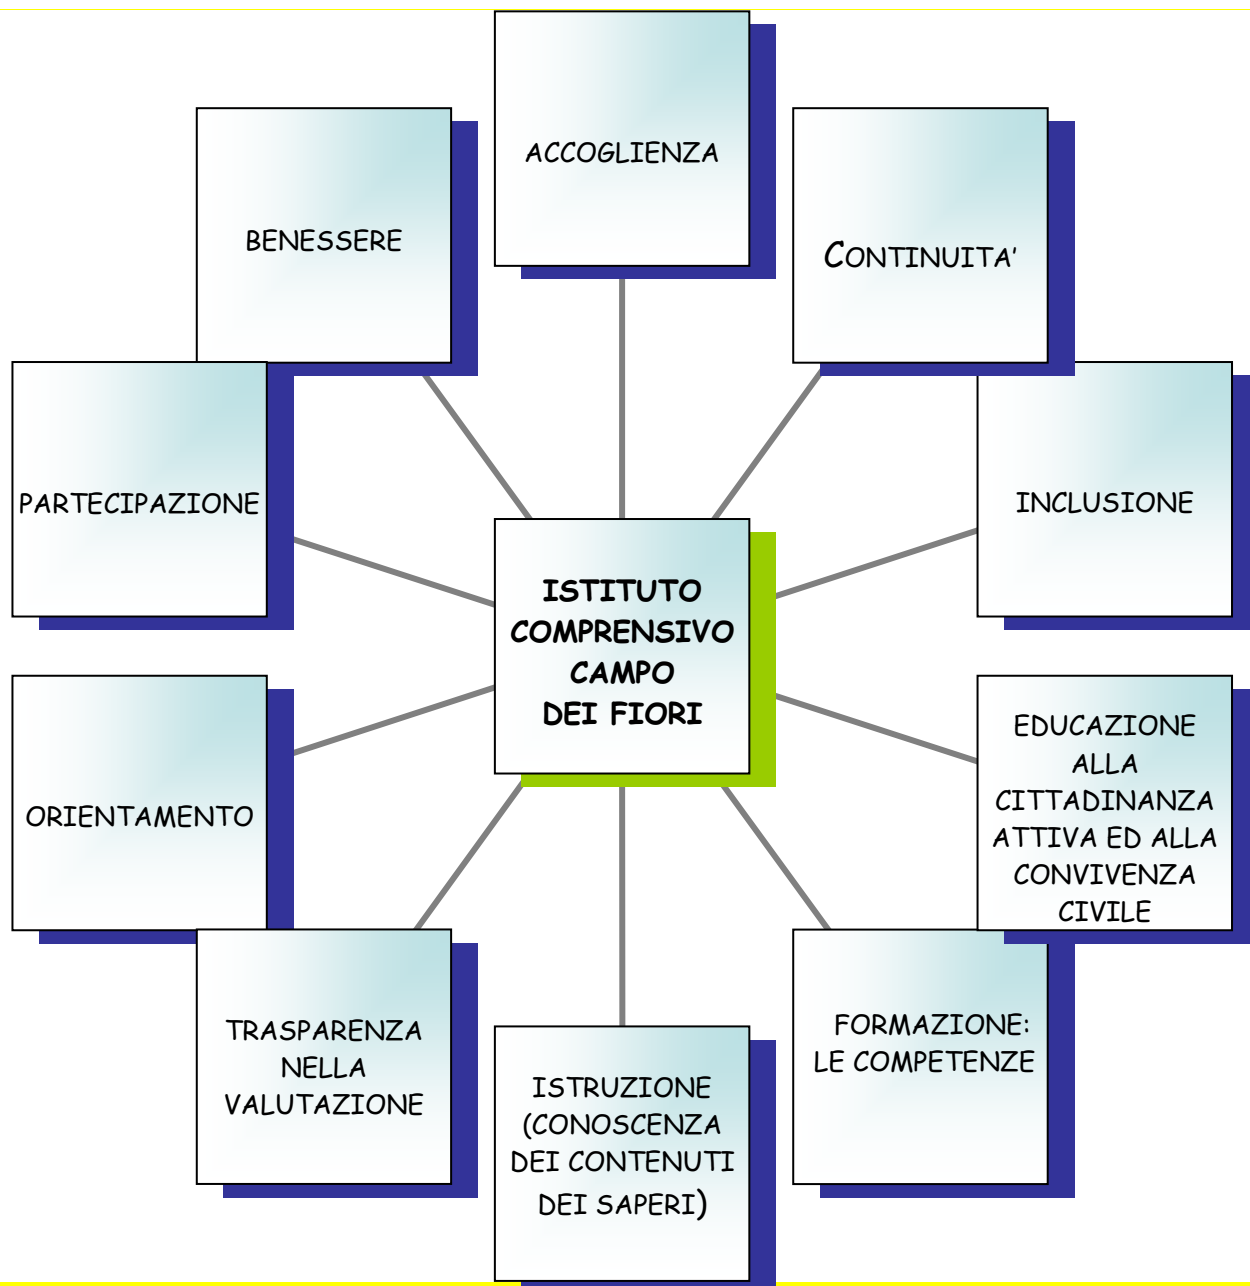 ACCOGLIENZA
BENESSERE
CONTINUITA'
PARTECIPAZIONE
INCLUSIONE
ISTITUTO
COMPRENSIVO
CAMPO
DEI FIORI
ORIENTAMENTO
EDUCAZIONE
ALLA
CITTADINANZA
ATTIVA ED ALLA
CONVIVENZA
CIVILE
TRASPARENZA
NELLA
VALUTAZIONE
FORMAZIONE:
LE COMPETENZE
ISTRUZIONE
(CONOSCENZA
DEI CONTENUTI
DEI SAPERI)